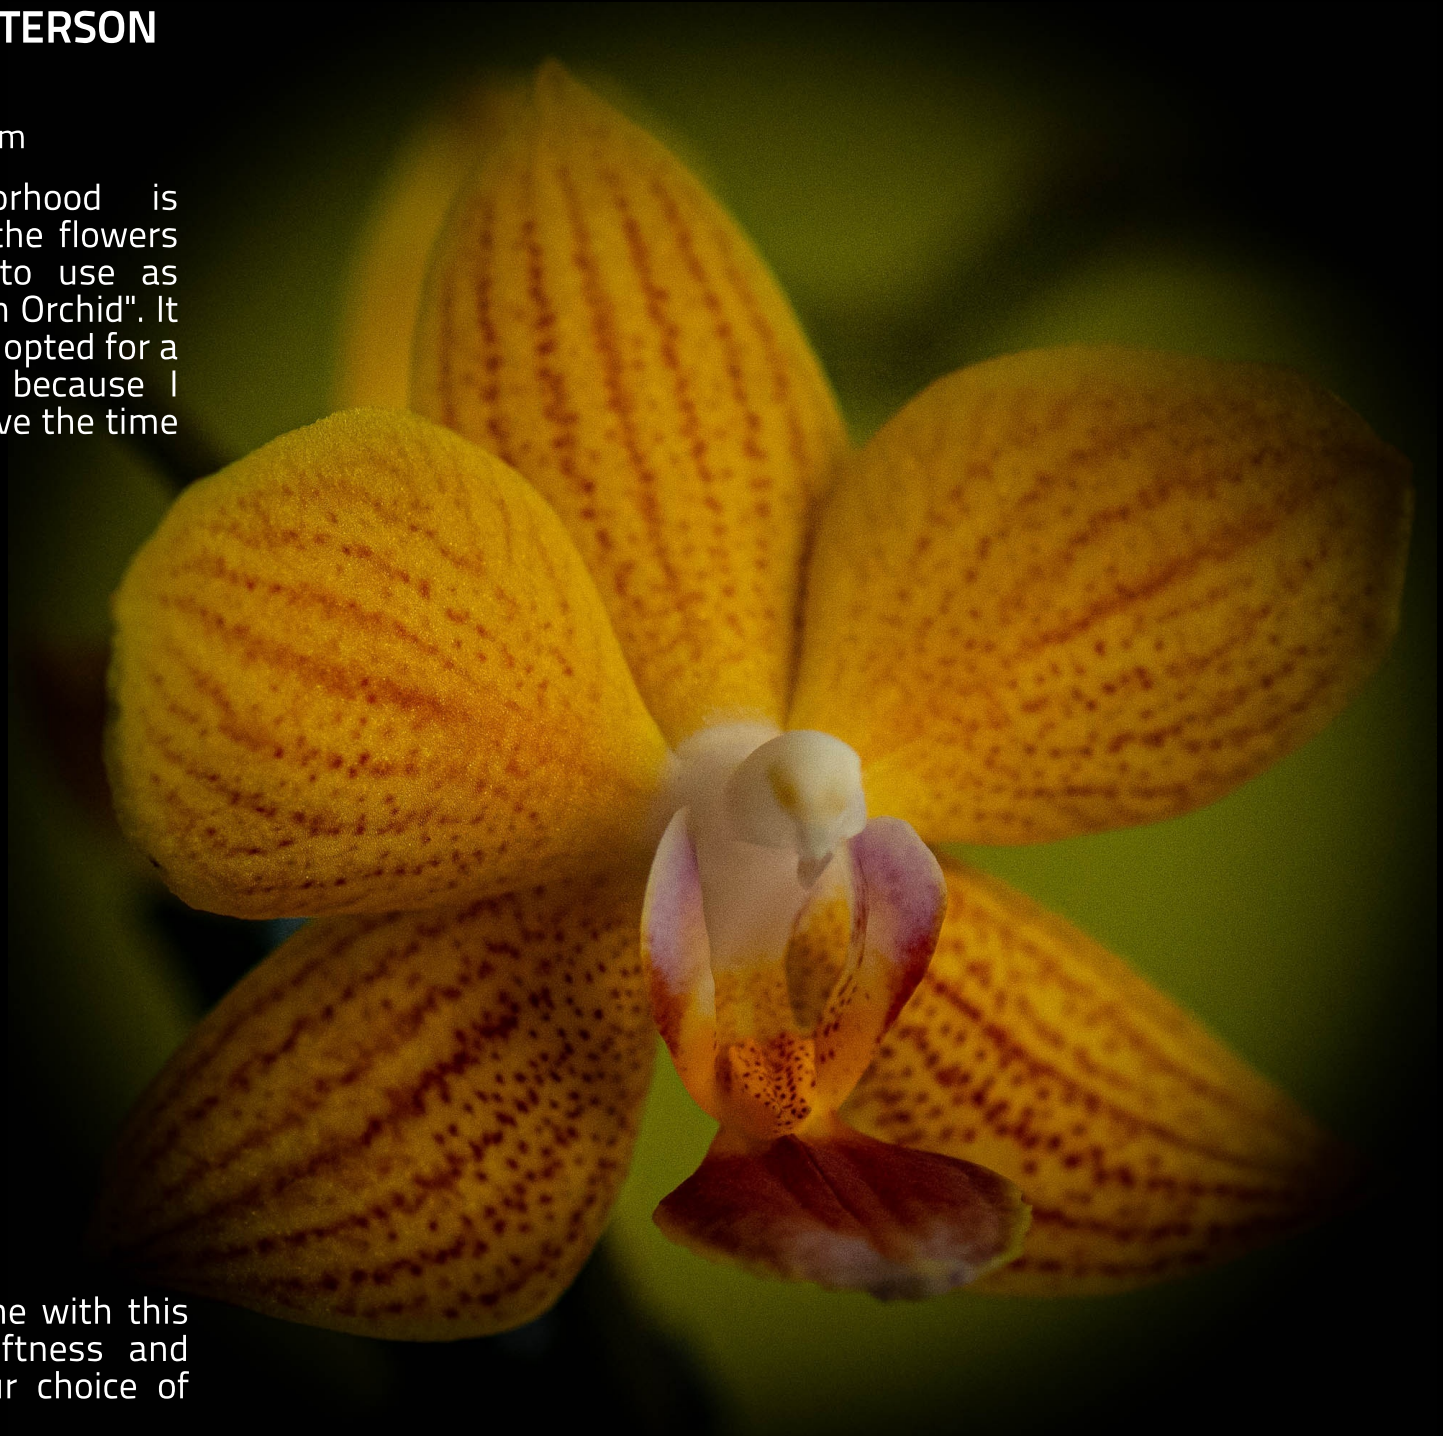 TERSON
m
orhood is
the flowers
to use as
n Orchid". It
opted for a
because I
ve the time
ne with this
ftness and
ur choice of